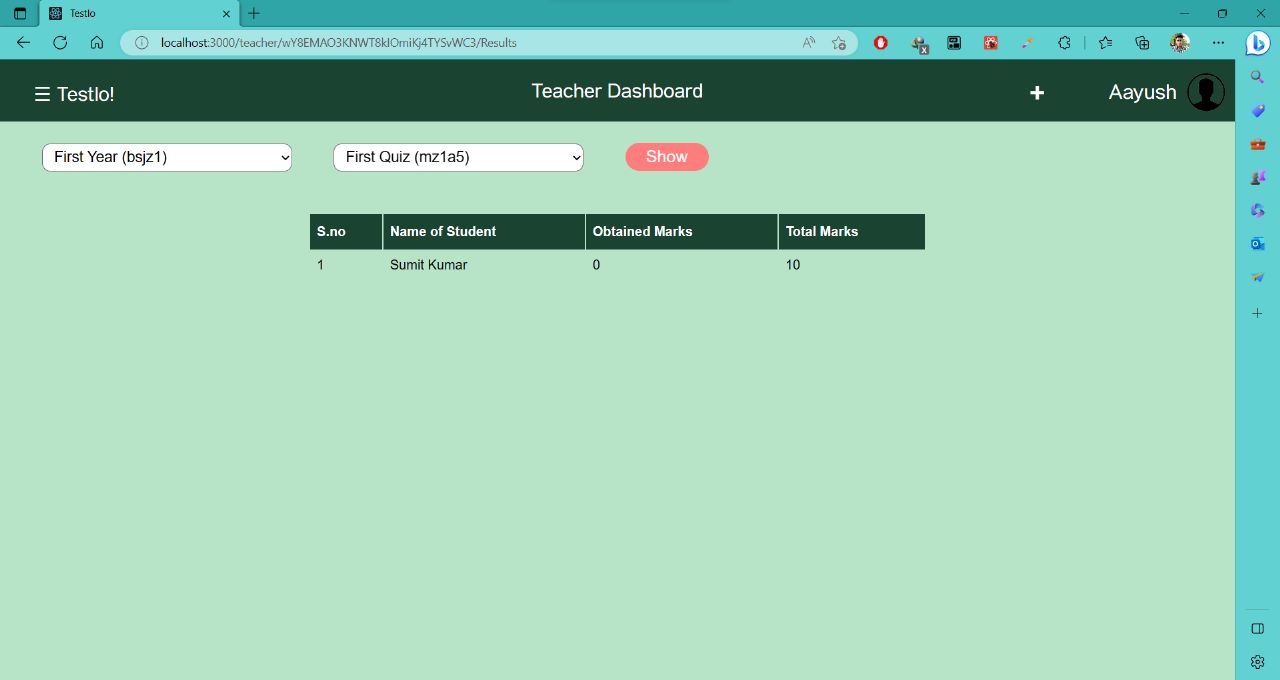 Testlo
localhost:3000/teacher/wY8EMAO3KNWT8kIOmiKj4TYSvWC3/Results
☰ Testlo!
Teacher Dashboard
+
Aayush
First Year (bsjz1)
First Quiz (mz1a5)
Show
S.no Name of Student Obtained Marks Total Marks
1 Sumit Kumar 0 10